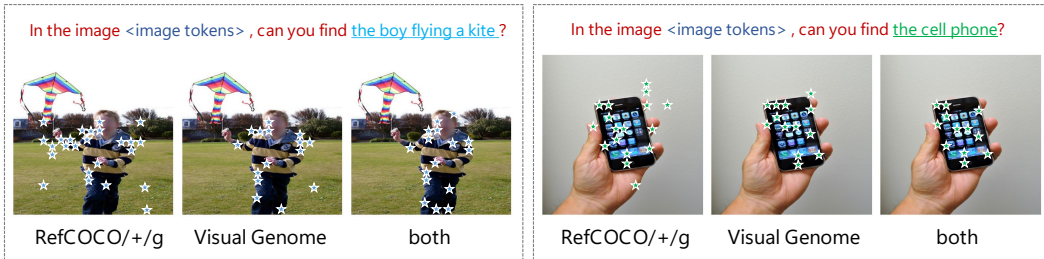 In the image <image tokens> , can you find the boy flying a kite ?
RefCOCO/+/g
Visual Genome
both
In the image <image tokens> , can you find the cell phone?
RefCOCO/+/g
Visual Genome
both